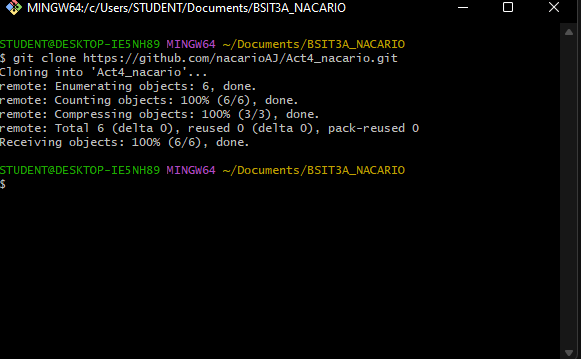 MINGW64:/c/Users/STUDENT/Documents/BSIT3A_NACARIO
STUDENT@DESKTOP-IE5NH89 MINGW64 ~/Documents/BSIT3A_NACARIO
$ git clone https://github.com/nacarioAJ/Act4_nacario.git
Cloning into 'Act4_nacario'...
remote: Enumerating objects: 6, done.
remote: Counting objects: 100% (6/6), done.
remote: Compressing objects: 100% (3/3), done.
remote: Total 6 (delta 0), reused 0 (delta 0), pack-reused 0
Receiving objects: 100% (6/6), done.
STUDENT@DESKTOP-IE5NH89 MINGW64 ~/Documents/BSIT3A_NACARIO
$